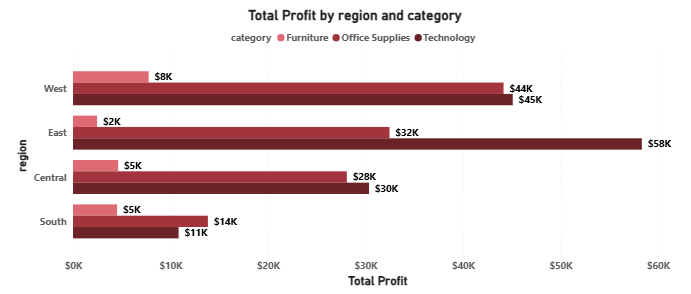 Total Profit by region and category
category Furniture Office Supplies Technology
region
West
$8K
$44K
$45K
East
$2K
$32K
$58K
Central
$5K
$28K
$30K
South
$5K
$14K
$11K
$0K $10K $20K $30K $40K $50K $60K
Total Profit